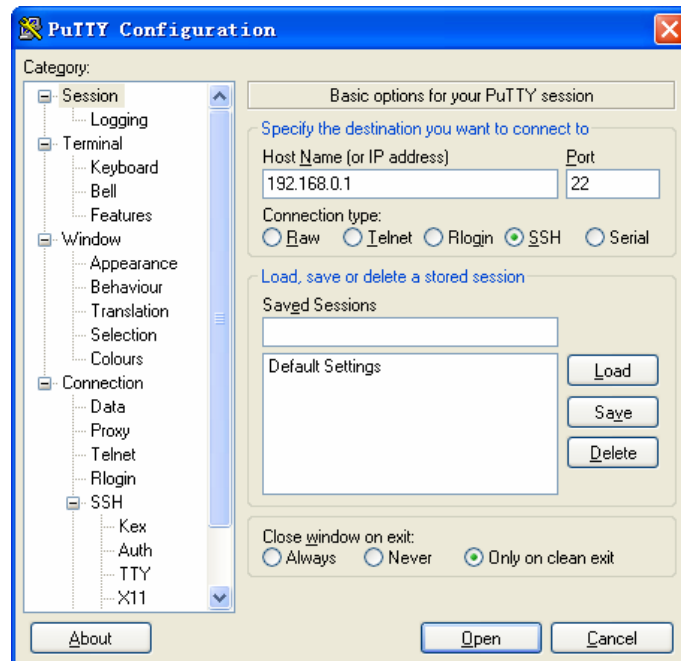 PuTTY Configuration
Category:
Session
Logging
Terminal
Keyboard
Bell
Features
Window
Appearance
Behaviour
Translation
Selection
Colours
Connection
Data
Proxy
Telnet
Rlogin
SSH
Kex
Auth
TTY
X11
Basic options for your PuTTY session
Specify the destination you want to connect to
Host Name (or IP address) Port
192.168.0.1 22
Connection type:
Raw Telnet Rlogin SSH Serial
Load, save or delete a stored session
Saved Sessions
Default Settings
Load
Save
Delete
Close window on exit:
Always Never Only on clean exit
About Open Cancel